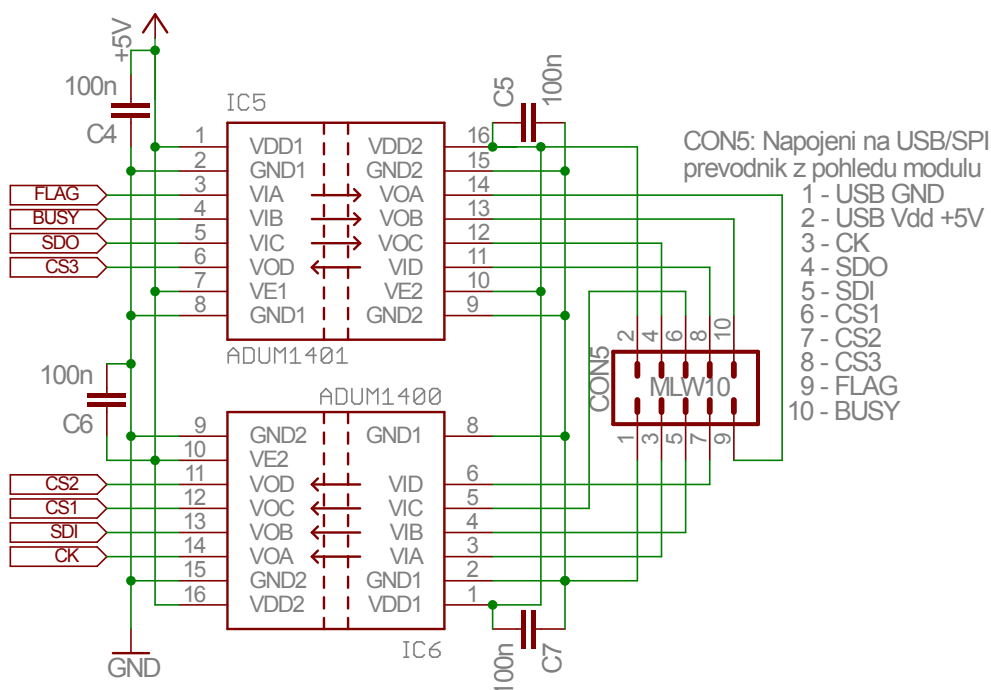 +5V
100n
C4
IC5
C5
100n
1 VDD1 VDD2 16
2 GND1 GND2 15
FLAG 3 VIA VOA 14
BUSY 4 VIB VOB 13
SDO 5 VIC VOC 12
CS3 6 VOD VID 11
7 VE1 VE2 10
8 GND1 GND2 9
ADUM1401
CON5: Napojeni na USB/SPI
prevodnik z pohledu modulu
1 - USB GND
2 - USB Vdd +5V
3 - CK
4 - SDO
5 - SDI
6 - CS1
7 - CS2
8 - CS3
9 - FLAG
10 - BUSY
2 4 6 8 10
CON5
MLW10
1 3 5 7 9
100n
C6
ADUM1400
9 GND2 GND1 8
10 VE2
CS2 11 VOD VID 6
CS1 12 VOC VIC 5
SDI 13 VOB VIB 4
CK 14 VOA VIA 3
15 GND2 GND1 2
16 VDD2 VDD1 1
IC6
100n
C7
GND